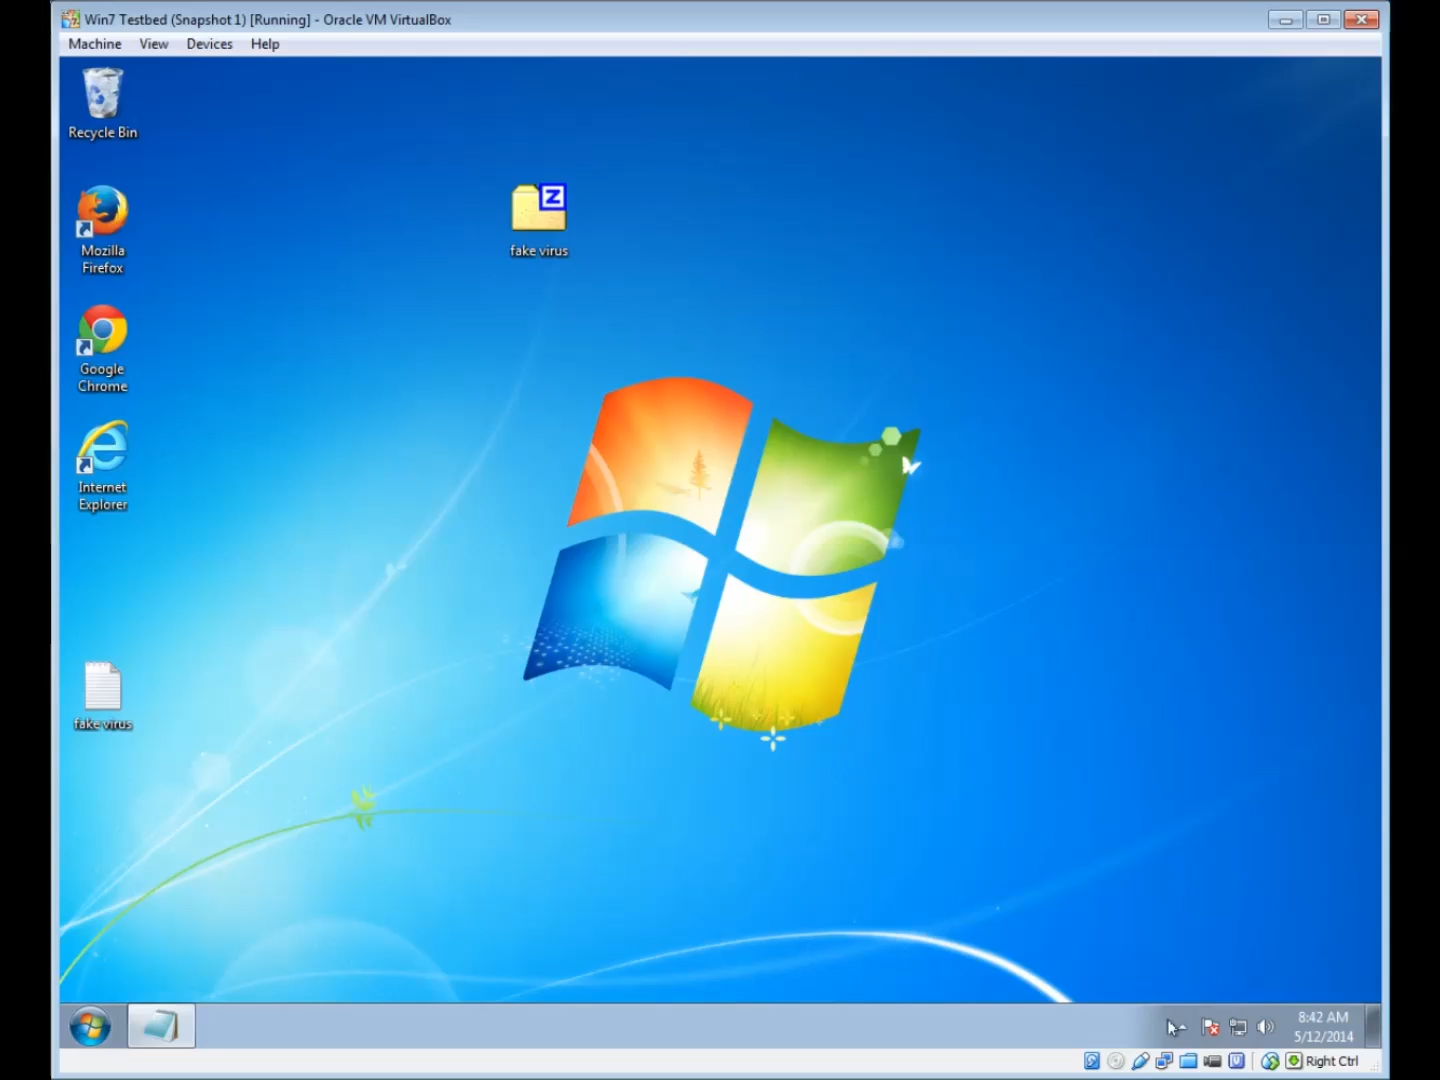 Win7 Testbed (Snapshot 1) [Running] - Oracle VM VirtualBox
Machine View Devices Help
Recycle Bin
Mozilla
Firefox
Google
Chrome
Internet
Explorer
fake virus
Z
fake virus
8:42 AM
5/12/2014
Right Ctrl